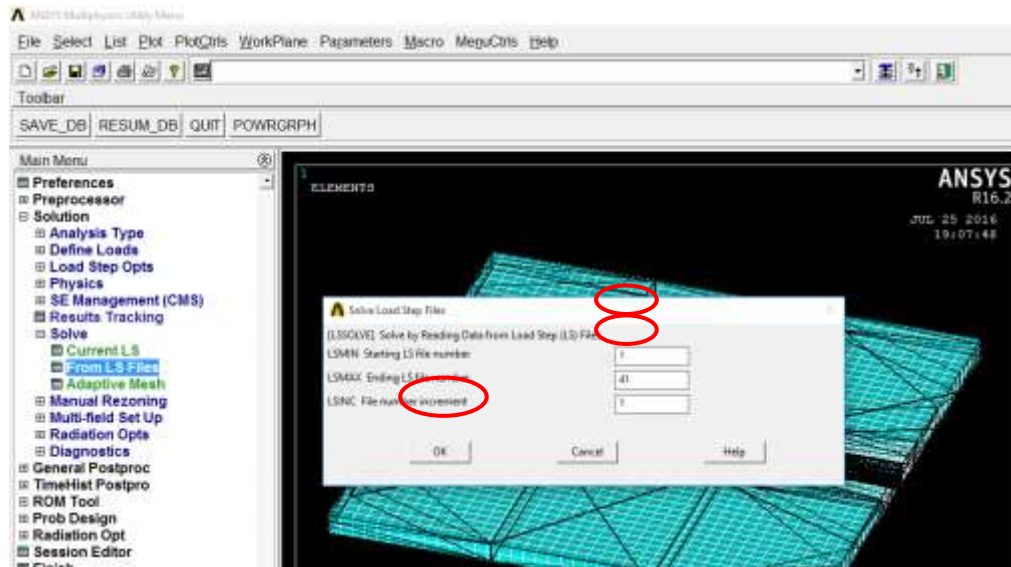 ANSYS Multiphysics Utility Menu
File Select List Plot PlotCtrls WorkPlane Parameters Macro MenuCtrls Help
Toolbar
SAVE_DB RESUM_DB QUIT POWRGRPH
Main Menu
Preferences
Preprocessor
Solution
Analysis Type
Define Loads
Load Step Opts
Physics
SE Management (CMS)
Results Tracking
Solve
Current LS
From LS Files
Adaptive Mesh
Manual Rezoning
Multi-field Set Up
Radiation Opts
Diagnostics
General Postproc
TimeHist Postpro
ROM Tool
Prob Design
Radiation Opt
Session Editor
Finish
1
ELEMENTS
ANSYS
R16.2
JUL 25 2016
19:07:48
Solve Load Step Files
[LSSOLVE] Solve by Reading Data from Load Step (LS) Files
LSMIN Starting LS file number 1
LSMAX Ending LS file number 41
LSINC File number increment 1
OK Cancel Help